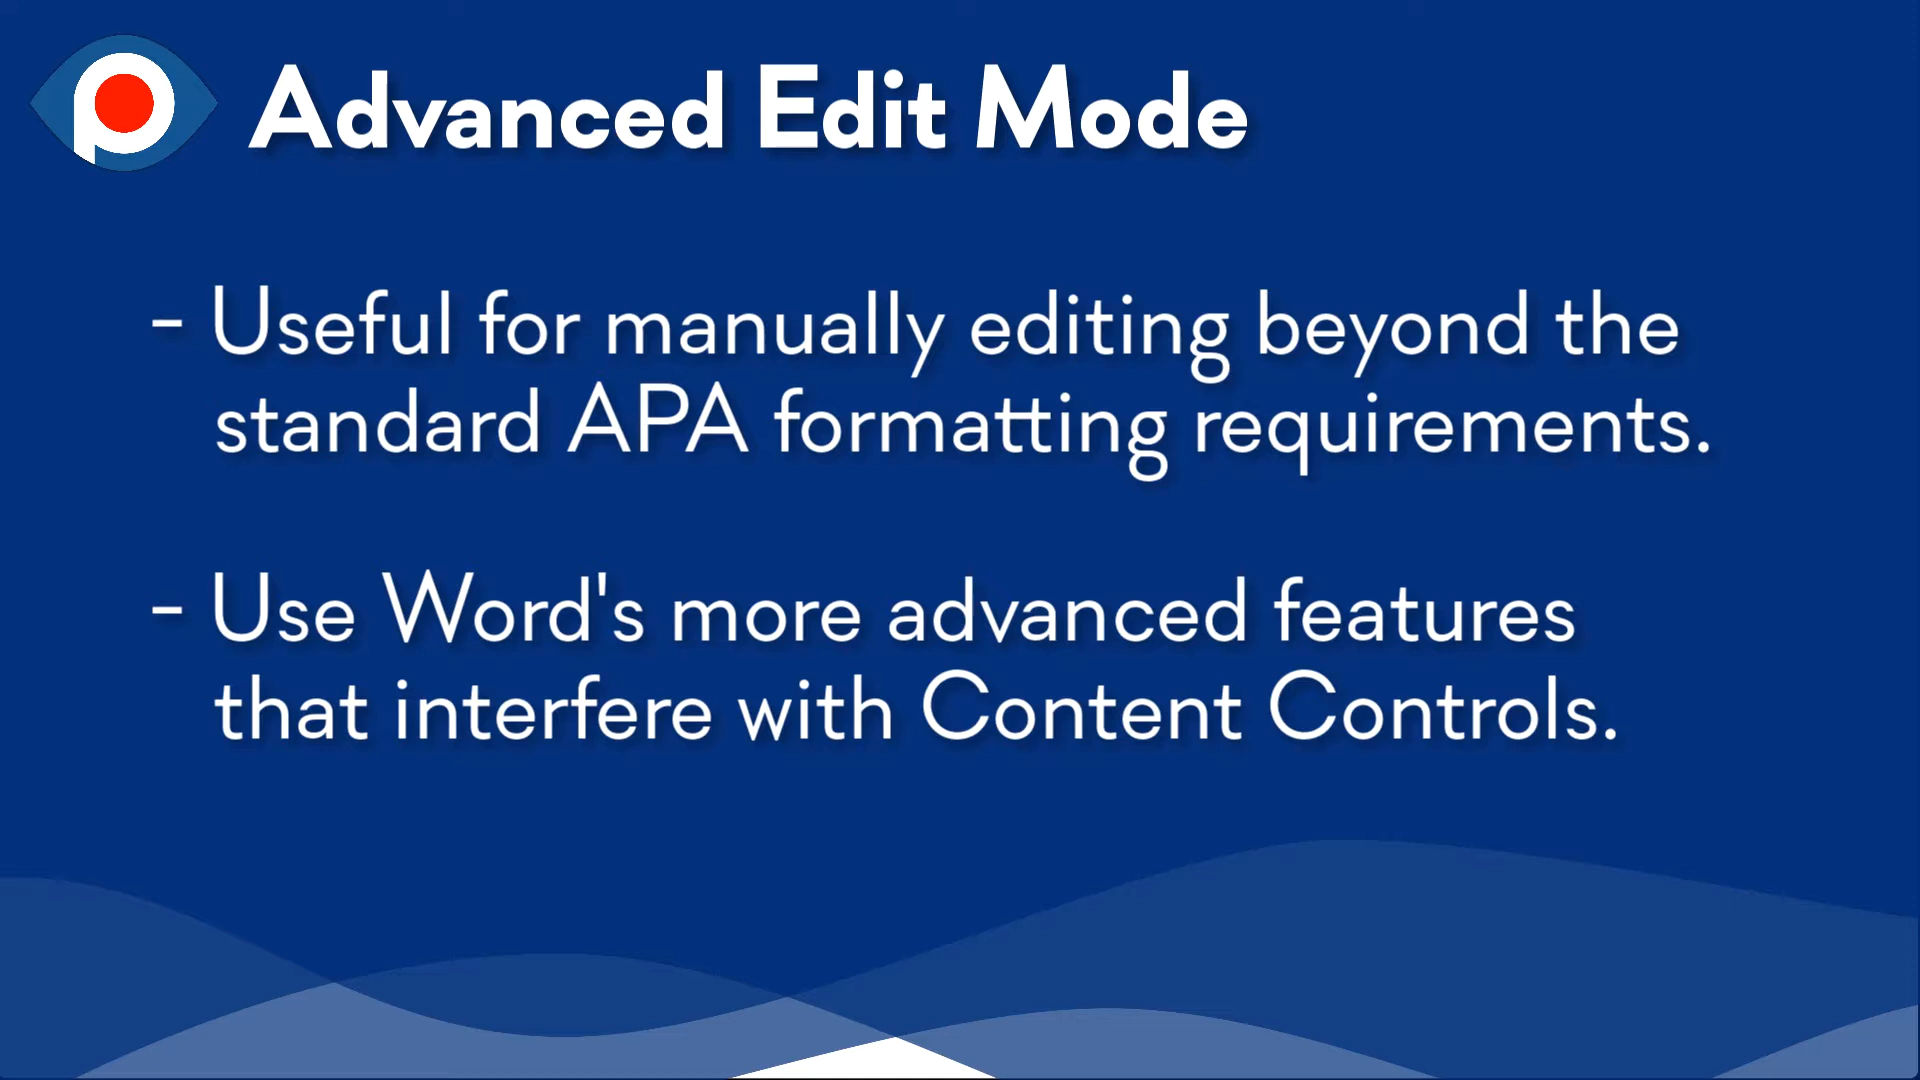 Advanced Edit Mode
- Useful for manually editing beyond the
standard APA formatting requirements.
- Use Word's more advanced features
that interfere with Content Controls.